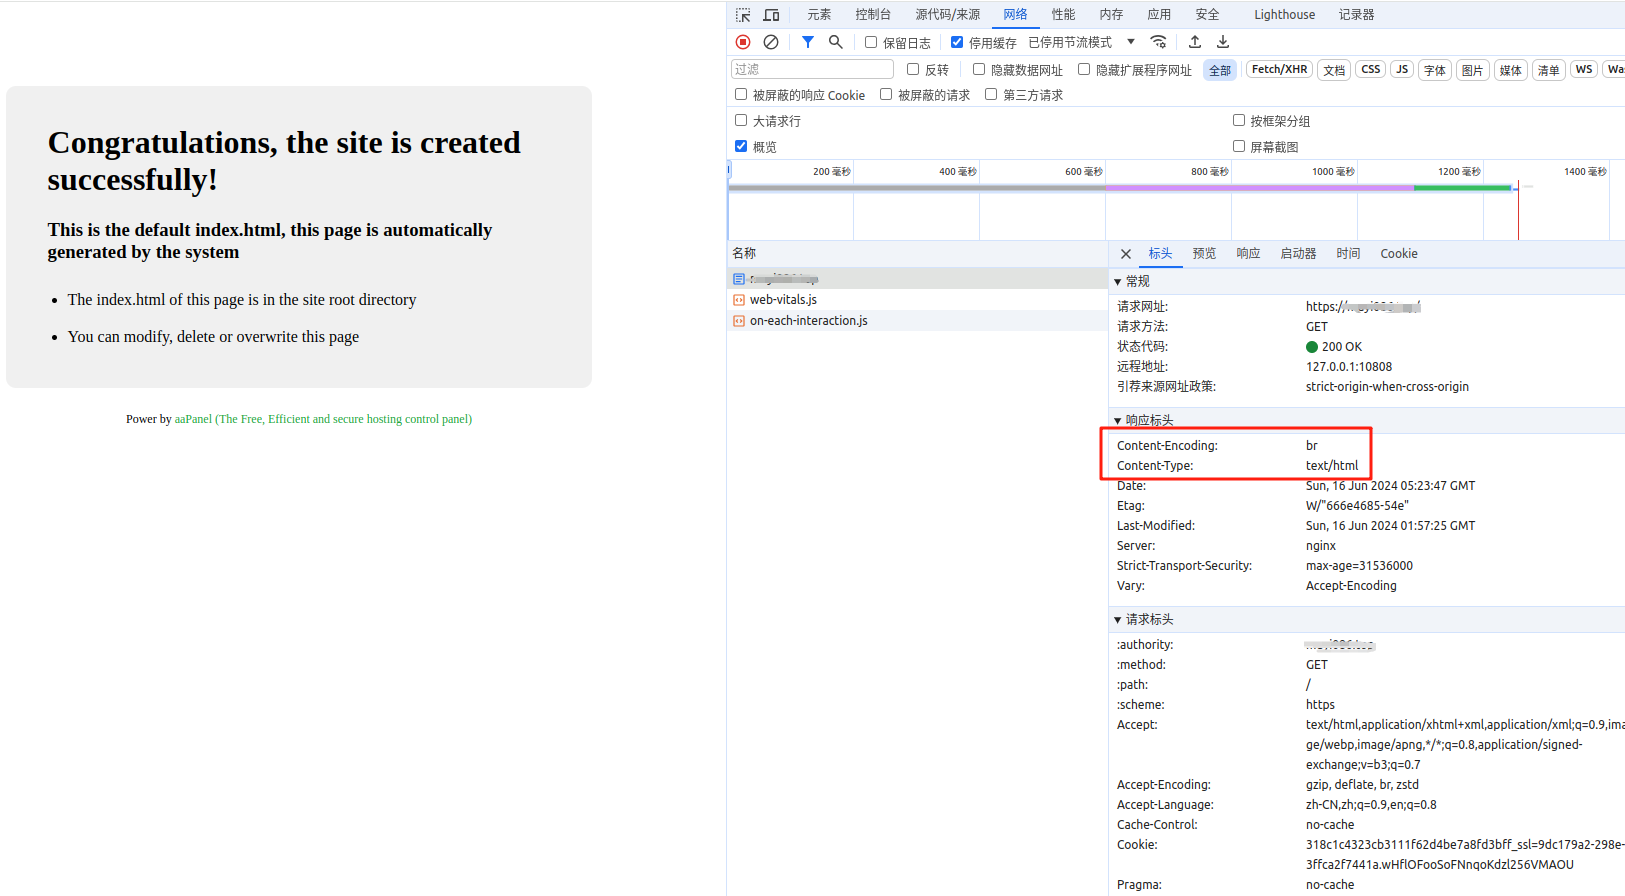 Congratulations, the site is created
successfully!
This is the default index.html, this page is automatically
generated by the system
The index.html of this page is in the site root directory
You can modify, delete or overwrite this page
Power by aaPanel (The Free, Efficient and secure hosting control panel)
元素 控制台 源代码/来源 网络 性能 内存 应用 安全 Lighthouse 记录器
保留日志 停用缓存 已停用节流模式
过滤 反转 隐藏数据网址 隐藏扩展程序网址 全部 Fetch/XHR 文档 CSS JS 字体 图片 媒体 清单 WS
被屏蔽的响应 Cookie 被屏蔽的请求 第三方请求
大请求行 按框架分组
概览 屏幕截图
200 毫秒 400 毫秒 600 毫秒 800 毫秒 1000 毫秒 1200 毫秒 1400 毫秒
名称
web-vitals.js
on-each-interaction.js
标头 预览 响应 启动器 时间 Cookie
常规
请求网址: https://
请求方法: GET
状态代码: 200 OK
远程地址: 127.0.0.1:10808
引荐来源网址政策: strict-origin-when-cross-origin
响应标头
Content-Encoding: br
Content-Type: text/html
Date: Sun, 16 Jun 2024 05:23:47 GMT
Etag: W/"666e4685-54e"
Last-Modified: Sun, 16 Jun 2024 01:57:25 GMT
Server: nginx
Strict-Transport-Security: max-age=31536000
Vary: Accept-Encoding
请求标头
:authority:
:method: GET
:path: /
:scheme: https
Accept: text/html,application/xhtml+xml,application/xml;q=0.9,ima
ge/webp,image/apng,*/*;q=0.8,application/signed-
exchange;v=b3;q=0.7
Accept-Encoding: gzip, deflate, br, zstd
Accept-Language: zh-CN,zh;q=0.9,en;q=0.8
Cache-Control: no-cache
Cookie: 318c1c4323cb3111f62d4be7a8fd3bff_ssl=9dc179a2-298e-
3ffca2f7441a.wHflOFooSoFNnqoKdzl256VMAOU
Pragma: no-cache